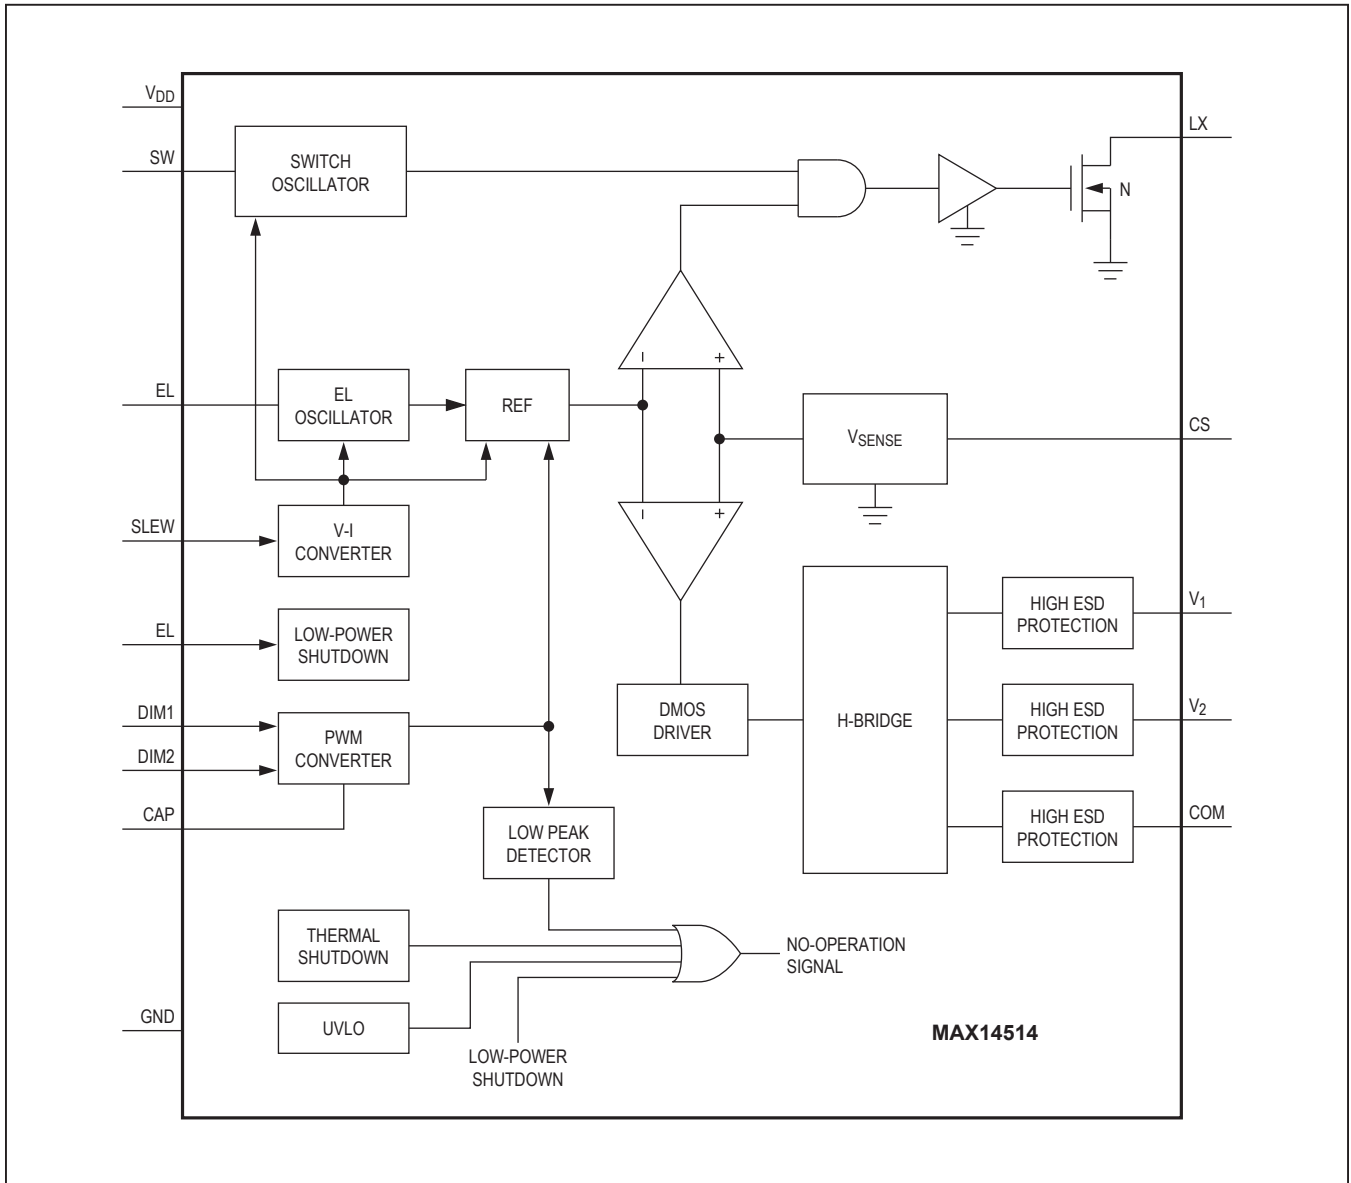 VDD
SW
SWITCH
OSCILLATOR
LX
N
EL
EL
OSCILLATOR
REF
–
+
VSENSE
CS
SLEW
V-I
CONVERTER
–
+
EL
LOW-POWER
SHUTDOWN
HIGH ESD
PROTECTION
V1
DIM1
DIM2
CAP
PWM
CONVERTER
DMOS
DRIVER
H-BRIDGE
HIGH ESD
PROTECTION
V2
LOW PEAK
DETECTOR
HIGH ESD
PROTECTION
COM
THERMAL
SHUTDOWN
NO-OPERATION
SIGNAL
GND
UVLO
LOW-POWER
SHUTDOWN
MAX14514